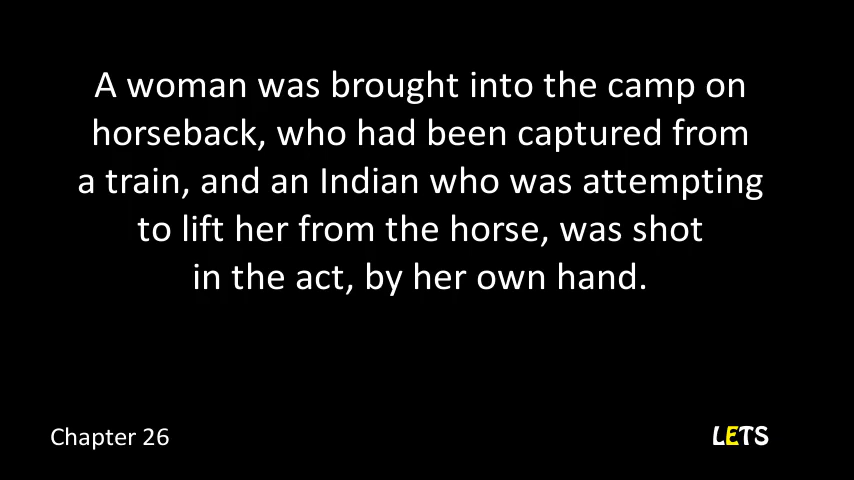 A woman was brought into the camp on
horseback, who had been captured from
a train, and an Indian who was attempting
to lift her from the horse, was shot
in the act, by her own hand.
Chapter 26
LETS